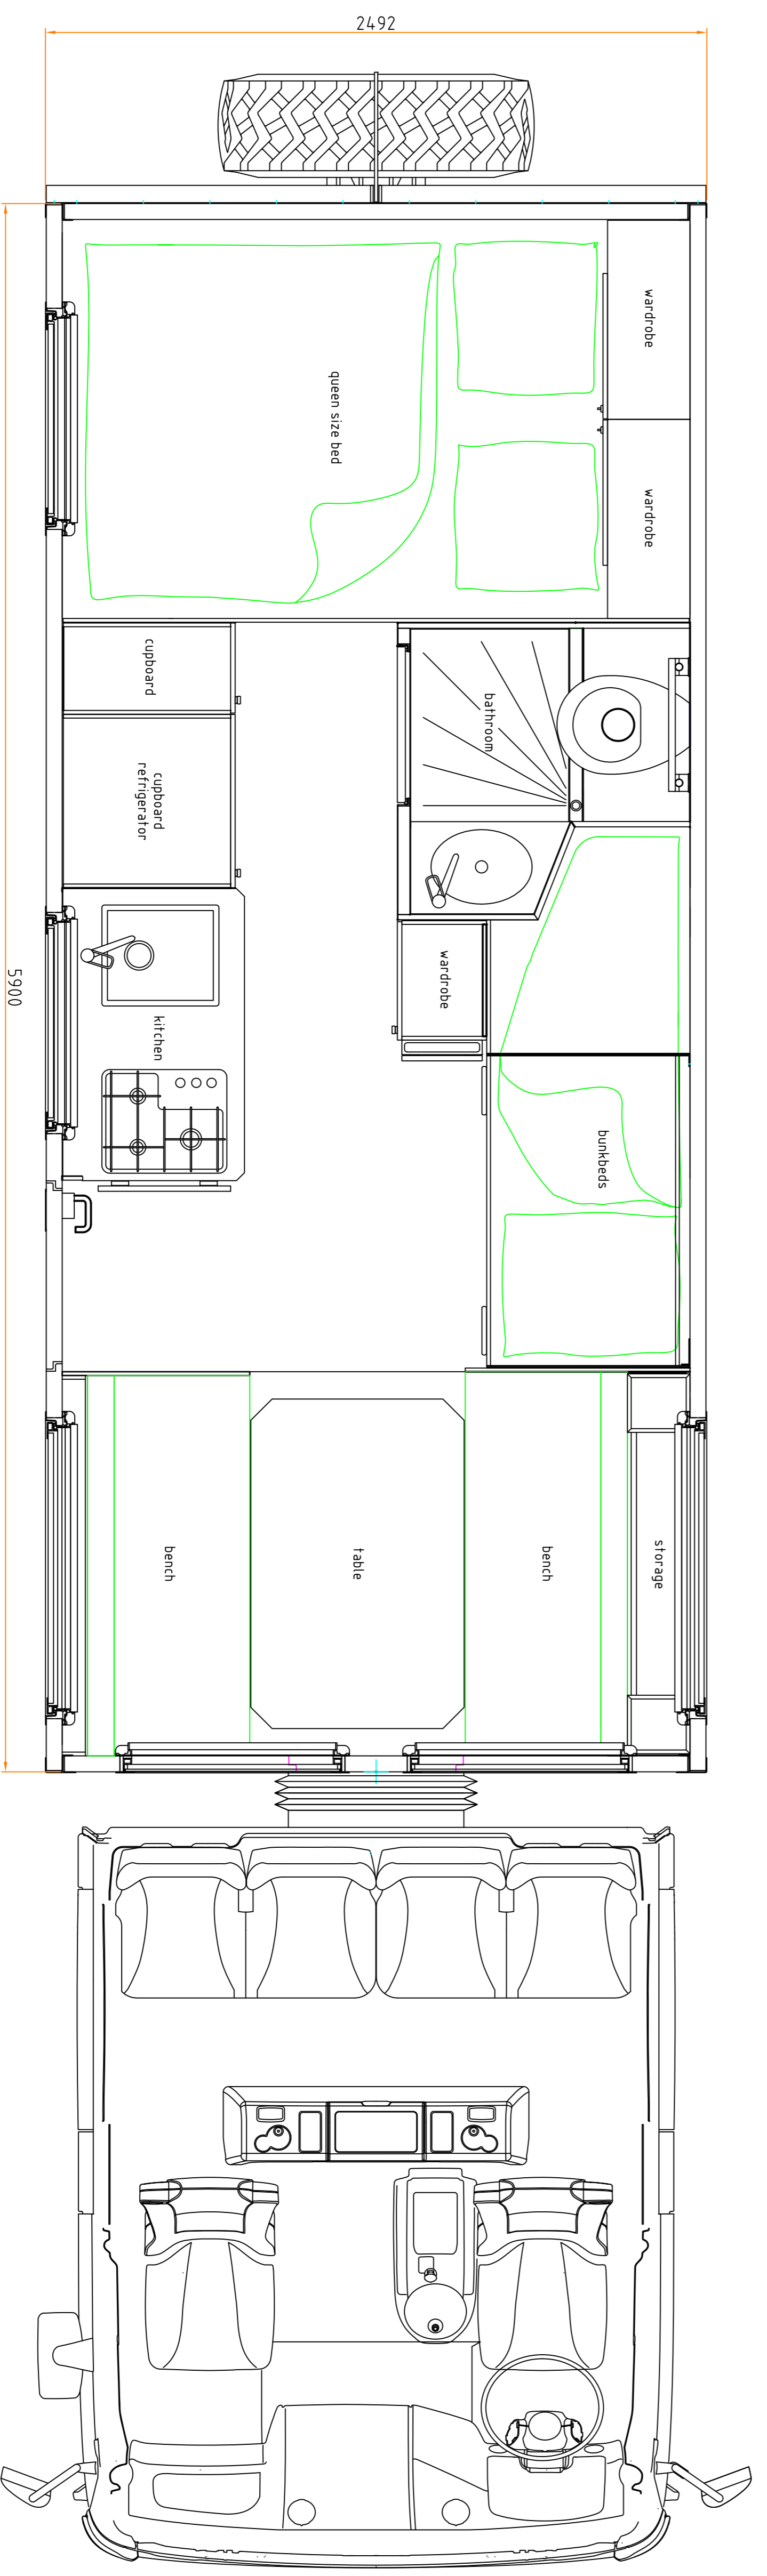 2492
wardrobe
queen size bed
wardrobe
cupboard
bathroom
cupboard
refrigerator
wardrobe
5900
kitchen
bunkbeds
bench
table
bench
storage